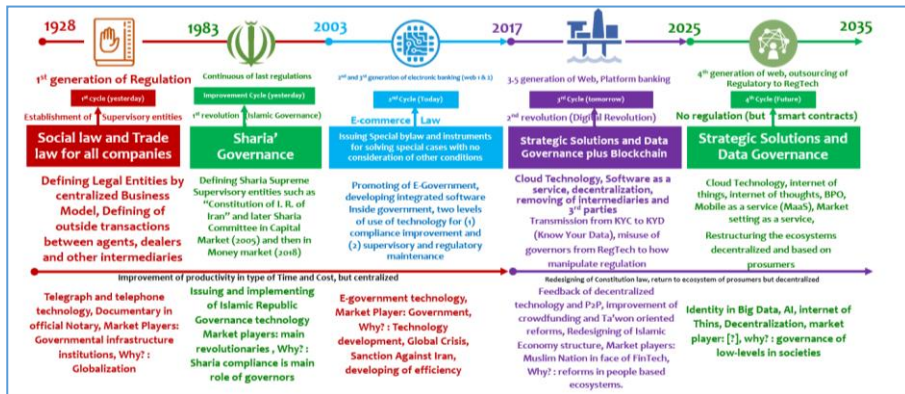 1928
1983
2003
2017
2025
2035
1st generation of Regulation
1st cycle (yesterday)
Establishment of Supervisory entities
Social law and Trade
law for all companies
Defining Legal Entities by
centralized Business
Model, Defining of
outside transactions
between agents, dealers
and other intermediaries
Continuous of last regulations
Improvement Cycle (yesterday)
1st revolution (Islamic Governance)
Sharia'
Governance
Defining Sharia Supreme
Supervisory entities such as
"Constitution of I. R. of
Iran" and later Sharia
Committee in Capital
Market (2005) and then in
Money market (2018)
2nd and 3rd generation of electronic banking (web 1 & 2)
2nd Cycle (Today)
E-commerce Law
Issuing Special bylaw and instruments
for solving special cases with no
consideration of other conditions
Promoting of E-Government,
developing integrated software
Inside government, two levels
of use of technology for (1)
compliance improvement and
(2) supervisory and regulatory
maintenance
3.5 generation of Web, Platform banking
3rd Cycle (tomorrow)
2nd revolution (Digital Revolution)
Strategic Solutions and Data
Governance plus Blockchain
Cloud Technology, Software as a
service, decentralization,
removing of intermediaries and
3rd parties
Transmission from KYC to KYD
(Know Your Data), misuse of
governors from RegTech to how
manipulate regulation
4th generation of web, outsourcing of
Regulatory to RegTech
4th Cycle (Future)
No regulation (but smart contracts)
Strategic Solutions and
Data Governance
Cloud Technology, internet of
things, internet of thoughts, BPO,
Mobile as a service (MaaS), Market
setting as a service,
Restructuring the ecosystems
decentralized and based on
prosumers
Improvement of productivity in type of Time and Cost, but centralized
Redesigning of Constitution law, return to ecosystem of prosumers but decentralized
Telegraph and telephone
technology, Documentary in
official Notary, Market Players:
Governmental infrastructure
institutions, Why? :
Globalization
Issuing and implementing
of Islamic Republic
Governance technology
Market players: main
revolutionaries , Why? :
Sharia compliance is main
role of governors
E-government technology,
Market Player: Government,
Why? : Technology
development, Global Crisis,
Sanction Against Iran,
developing of efficiency
Feedback of decentralized
technology and P2P, improvement of
crowdfunding and Ta'won oriented
reforms, Redesigning of Islamic
Economy structure, Market players:
Muslim Nation in face of FinTech,
Why? : reforms in people based
ecosystems.
Identity in Big Data, AI, internet of
Thins, Decentralization, market
player: [?], why? : governance of
low-levels in societies